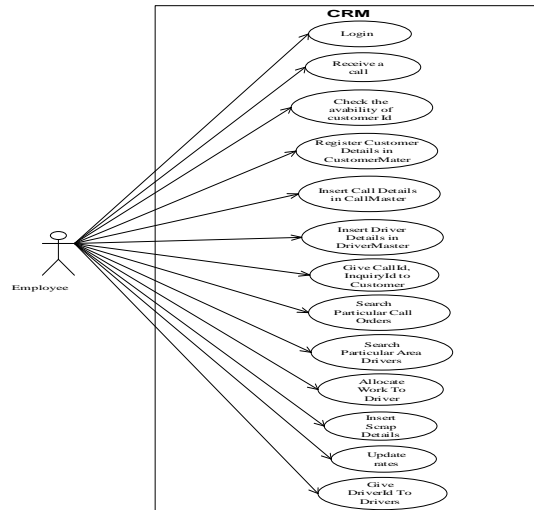 CRM
Login
Receive a
call
Check the
avability of
customer Id
Register Customer
Details in
CustomerMater
Insert Call Details
in CallMaster
Insert Driver
Details in
DriverMaster
Give CallId,
InquiryId to
Customer
Employee
Search
Particular Call
Orders
Search
Particular Area
Drivers
Allocate
Work To
Driver
Insert
Scrap
Details
Update
rates
Give
DriverId To
Drivers